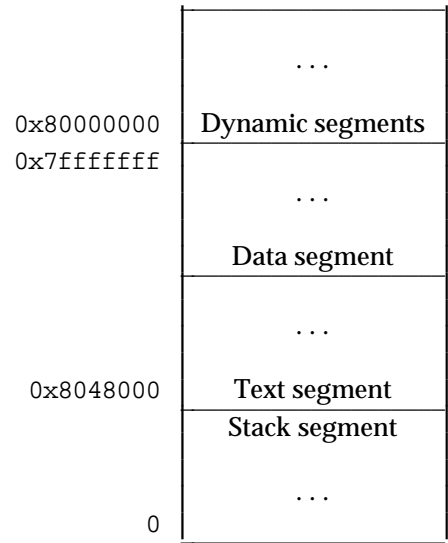 ...
0x80000000 Dynamic segments
0x7fffffff
...
Data segment
...
0x8048000 Text segment
Stack segment
...
0